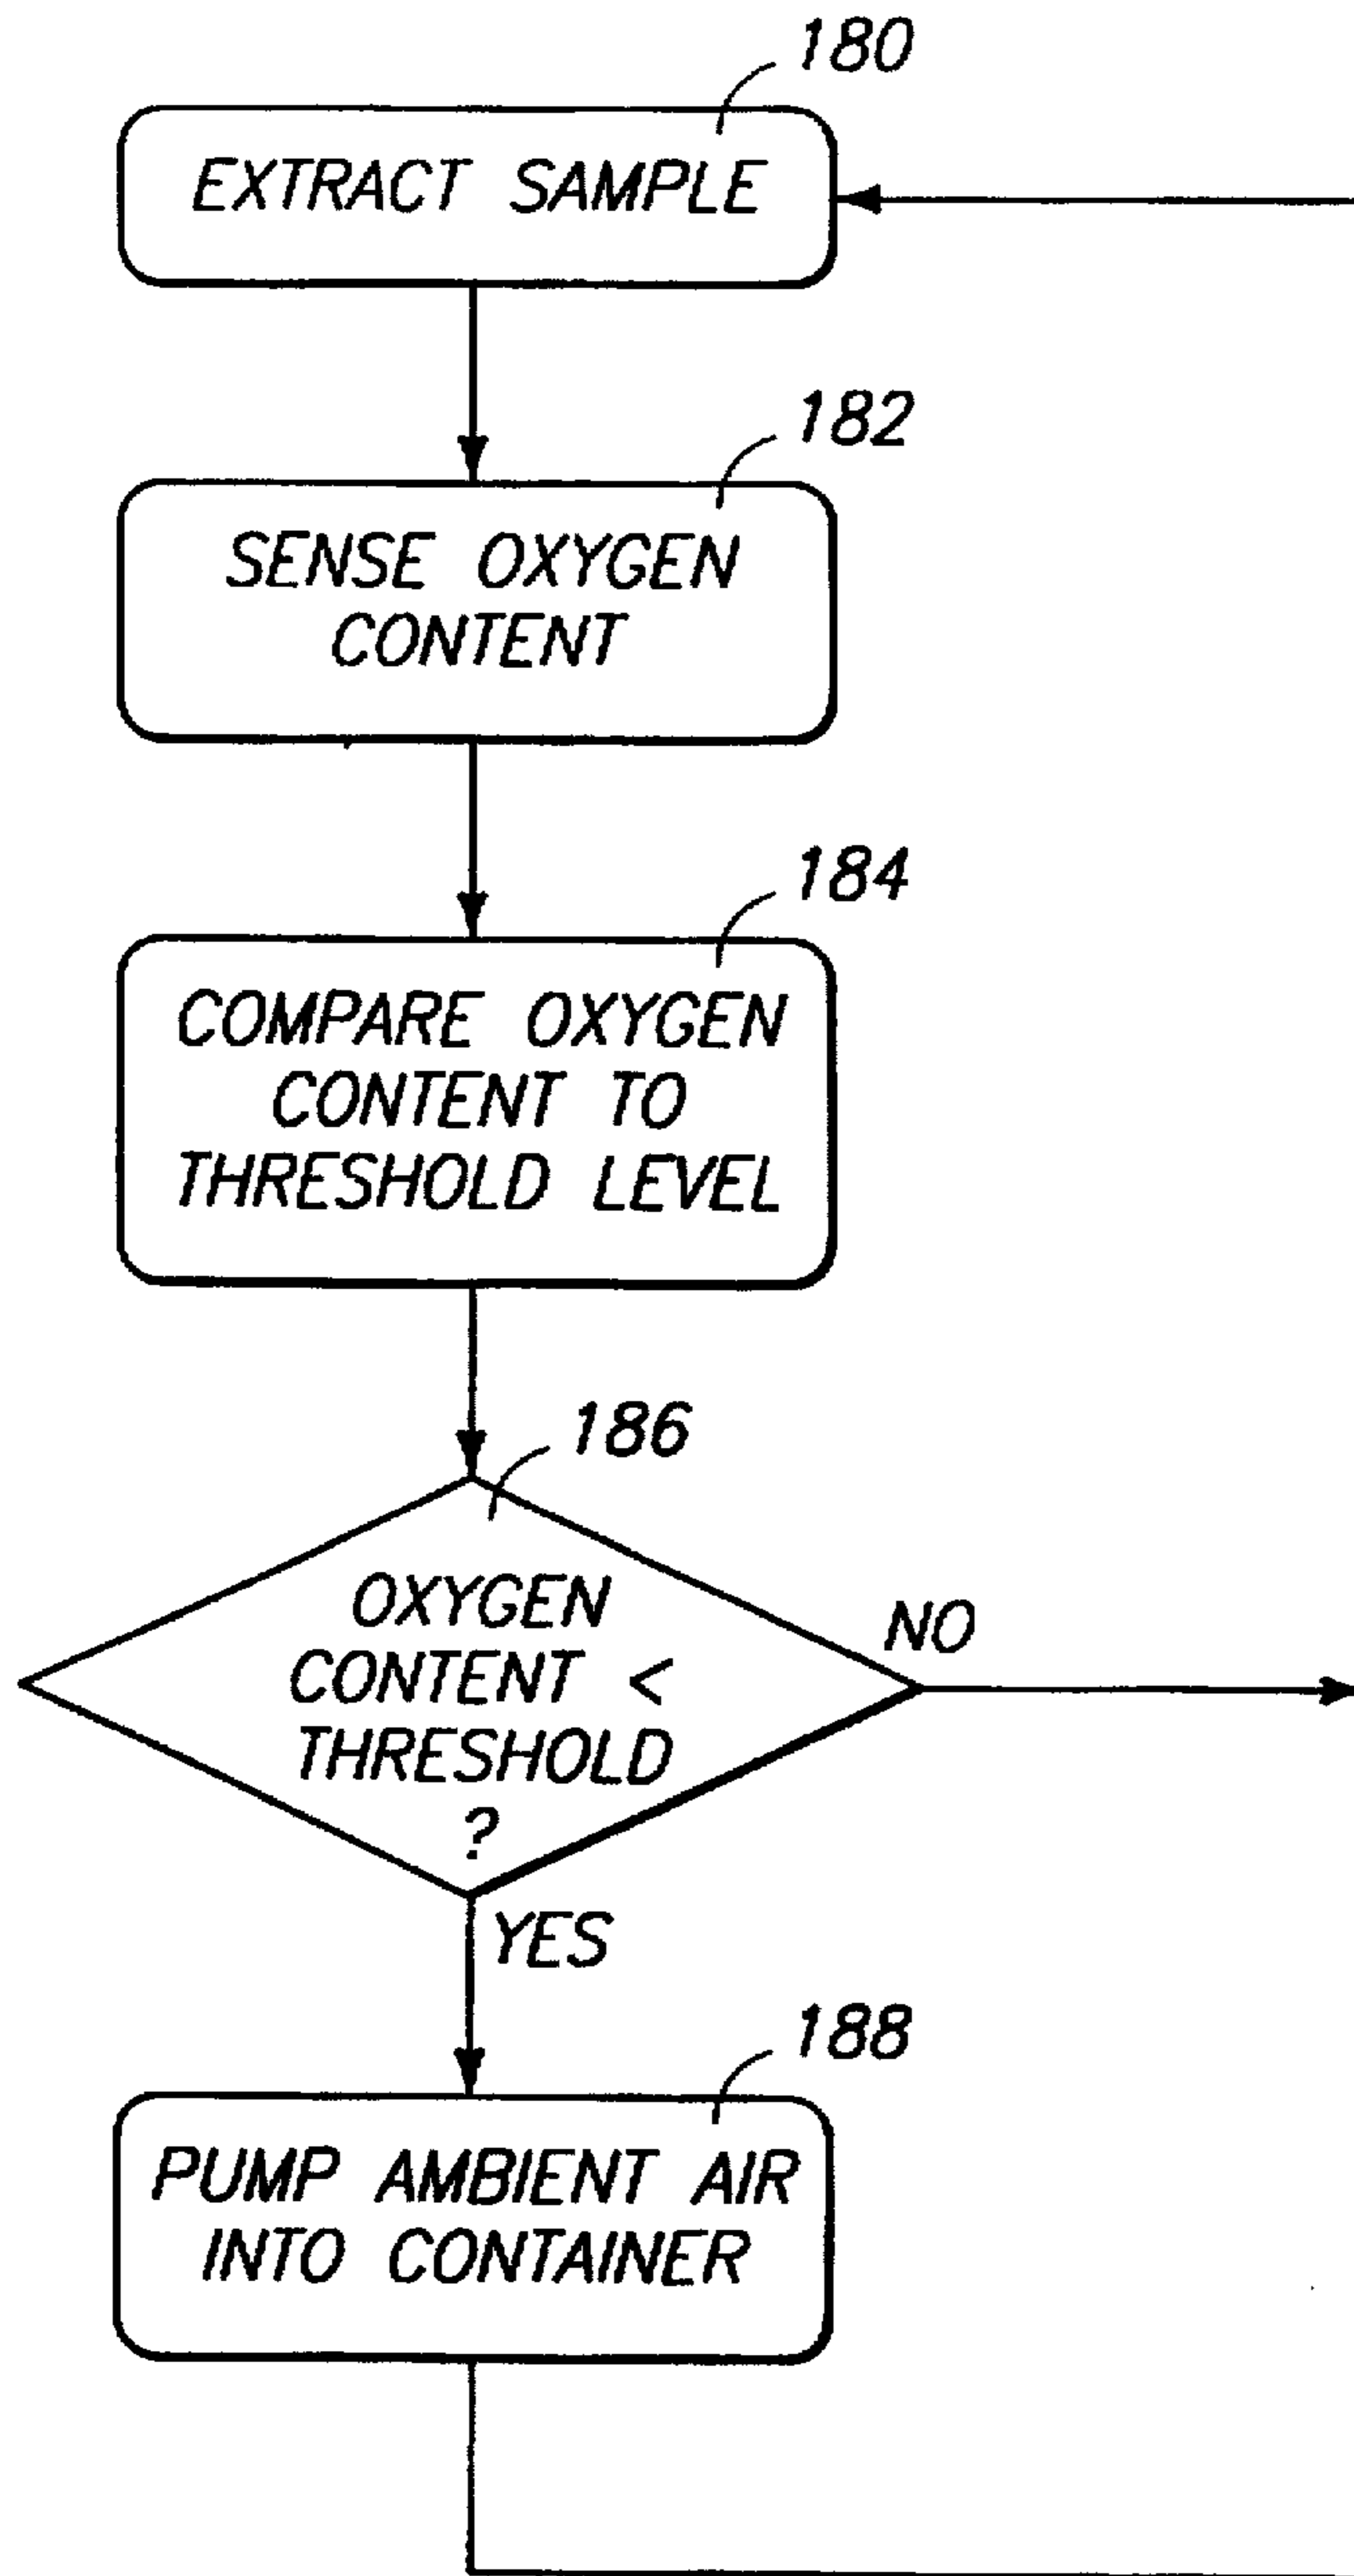 180
EXTRACT SAMPLE
182
SENSE OXYGEN
CONTENT
184
COMPARE OXYGEN
CONTENT TO
THRESHOLD LEVEL
186
OXYGEN
CONTENT <
THRESHOLD
?
NO
YES
188
PUMP AMBIENT AIR
INTO CONTAINER